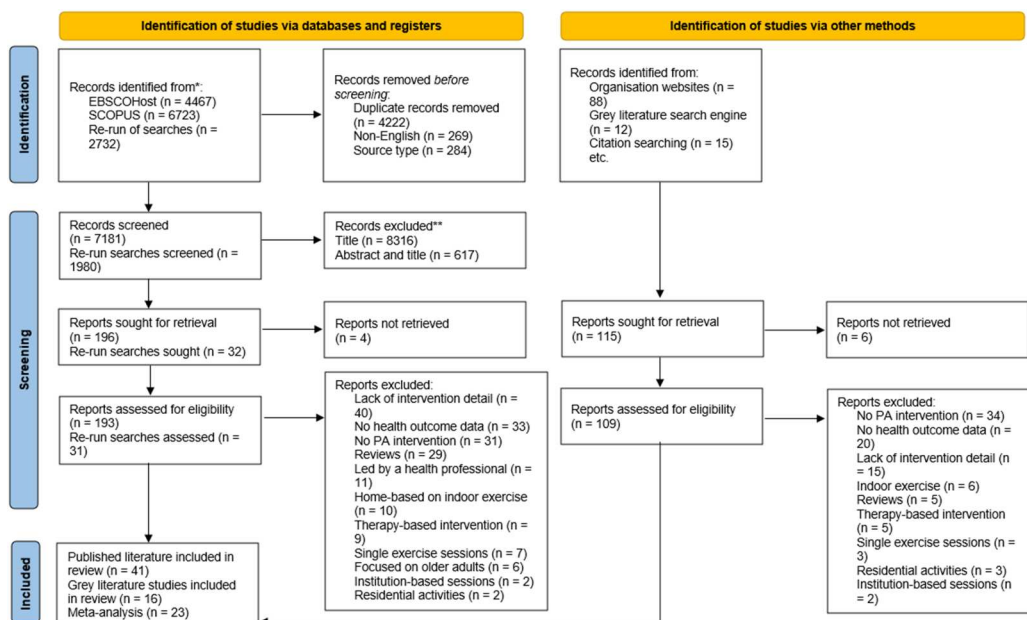 Identification of studies via databases and registers
Identification of studies via other methods
Identification
Records identified from*:
EBSCOHost (n = 4467)
SCOPUS (n = 6723)
Re-run of searches (n =
2732)
Records removed before
screening:
Duplicate records removed
(n = 4222)
Non-English (n = 269)
Source type (n = 284)
Records identified from:
Organisation websites (n =
88)
Grey literature search engine
(n = 12)
Citation searching (n = 15)
etc.
Screening
Records screened
(n = 7181)
Re-run searches screened (n =
1980)
Records excluded**
Title (n = 8316)
Abstract and title (n = 617)
Reports sought for retrieval
(n = 196)
Re-run searches sought (n = 32)
Reports not retrieved
(n = 4)
Reports sought for retrieval
(n = 115)
Reports not retrieved
(n = 6)
Reports assessed for eligibility
(n = 193)
Re-run searches assessed (n =
31)
Reports excluded:
Lack of intervention detail (n =
40)
No health outcome data (n = 33)
No PA intervention (n = 31)
Reviews (n = 29)
Led by a health professional (n =
11)
Home-based on indoor exercise
(n = 10)
Therapy-based intervention (n =
9)
Single exercise sessions (n = 7)
Focused on older adults (n = 6)
Institution-based sessions (n = 2)
Residential activities (n = 2)
Reports assessed for eligibility
(n = 109)
Reports excluded:
No PA intervention (n = 34)
No health outcome data (n =
20)
Lack of intervention detail (n
= 15)
Indoor exercise (n = 6)
Reviews (n = 5)
Therapy-based intervention
(n = 5)
Single exercise sessions (n =
3)
Residential activities (n = 3)
Institution-based sessions (n
= 2)
Included
Published literature included in
review (n = 41)
Grey literature studies included
in review (n = 16)
Meta-analysis (n = 23)